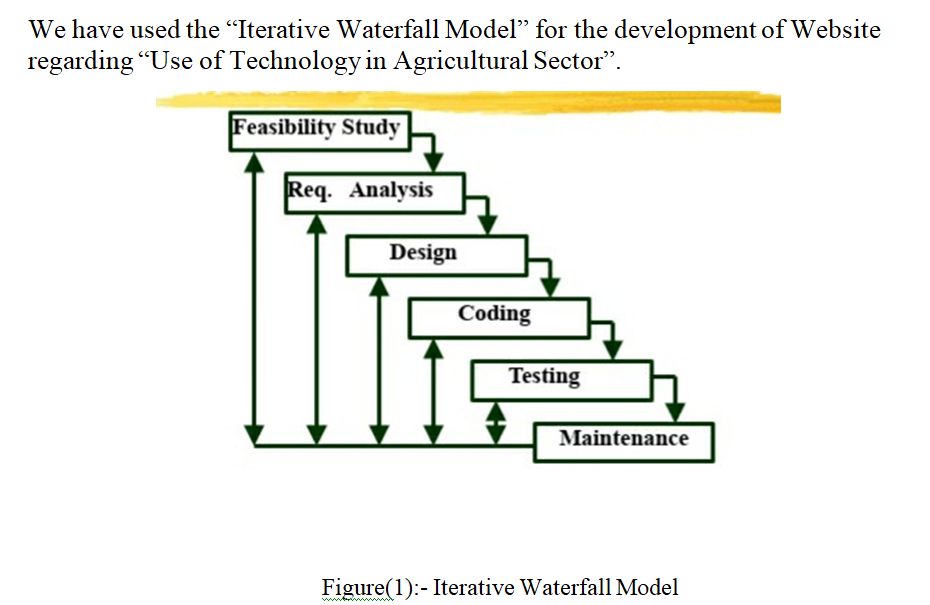 We have used the “Iterative Waterfall Model” for the development of Website
regarding “Use of Technology in Agricultural Sector”.
Feasibility Study
Req. Analysis
Design
Coding
Testing
Maintenance
Figure(1):- Iterative Waterfall Model